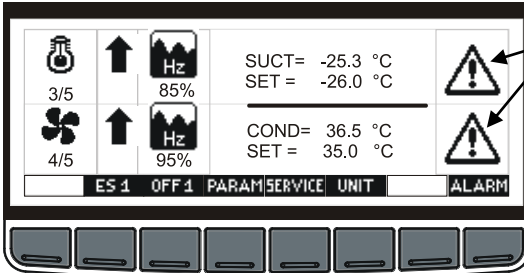 Hz
SUCT= -25.3 °C
SET = -26.0 °C
3/5
85%
Hz
COND= 36.5 °C
SET = 35.0 °C
4/5
95%
ES 1 OFF 1 PARAM SERVICE UNIT ALARM